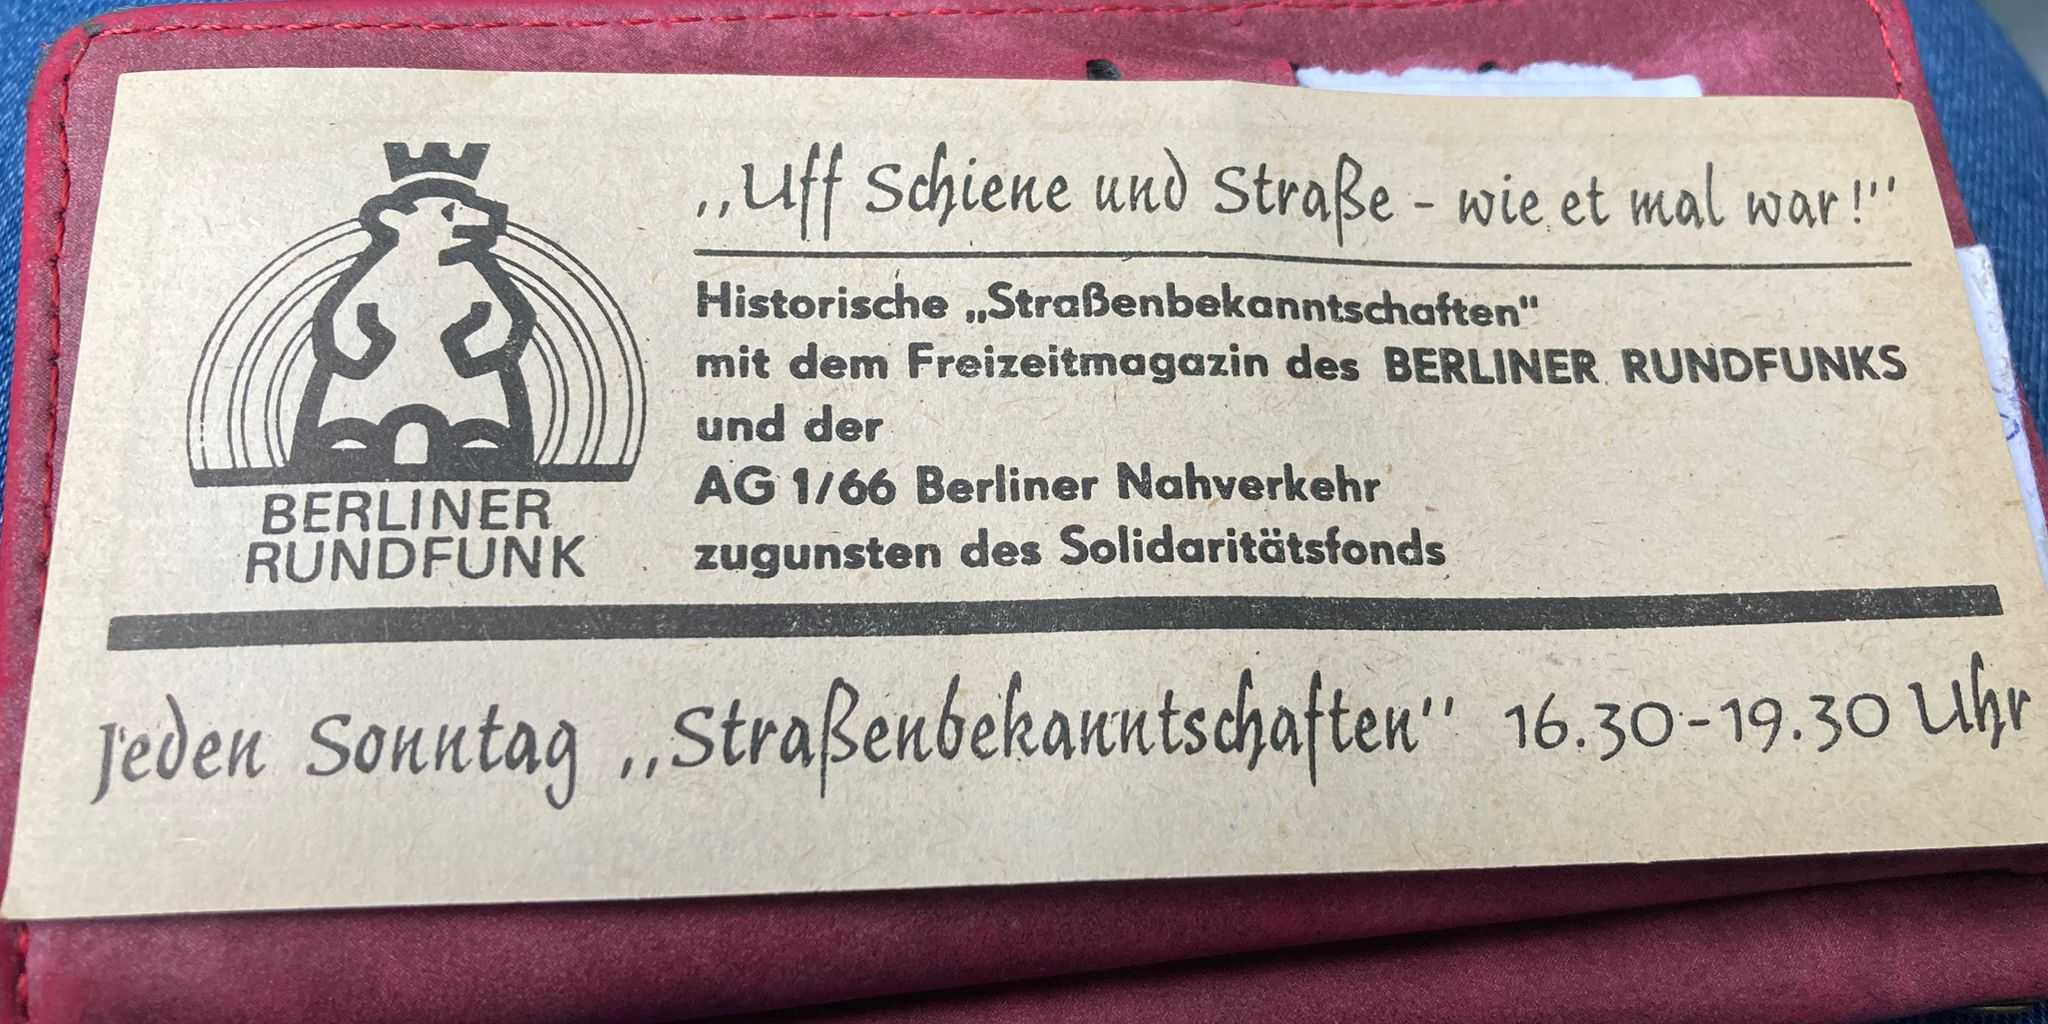 „Uff Schiene und Straße - wie et mal war!"
Historische „Straßenbekanntschaften"
mit dem Freizeitmagazin des BERLINER RUNDFUNKS
und der
AG 1/66 Berliner Nahverkehr
zugunsten des Solidaritätsfonds
BERLINER
RUNDFUNK
Jeden Sonntag „Straßenbekanntschaften" 16.30-19.30 Uhr